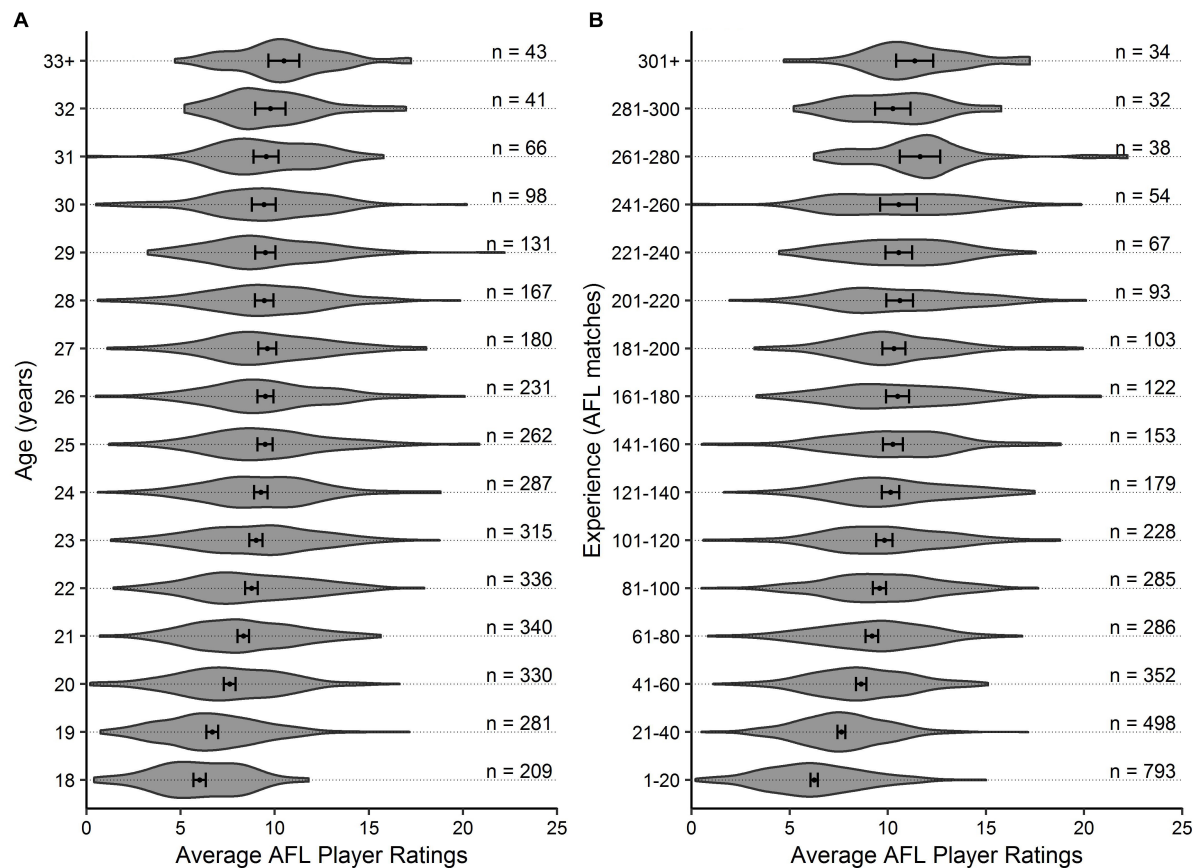 A
33+ n = 43
32 n = 41
31 n = 66
30 n = 98
29 n = 131
28 n = 167
27 n = 180
26 n = 231
25 n = 262
24 n = 287
23 n = 315
22 n = 336
21 n = 340
20 n = 330
19 n = 281
18 n = 209
0 5 10 15 20 25
Average AFL Player Ratings
Age (years)
B
301+ n = 34
281-300 n = 32
261-280 n = 38
241-260 n = 54
221-240 n = 67
201-220 n = 93
181-200 n = 103
161-180 n = 122
141-160 n = 153
121-140 n = 179
101-120 n = 228
81-100 n = 285
61-80 n = 286
41-60 n = 352
21-40 n = 498
1-20 n = 793
0 5 10 15 20 25
Average AFL Player Ratings
Experience (AFL matches)